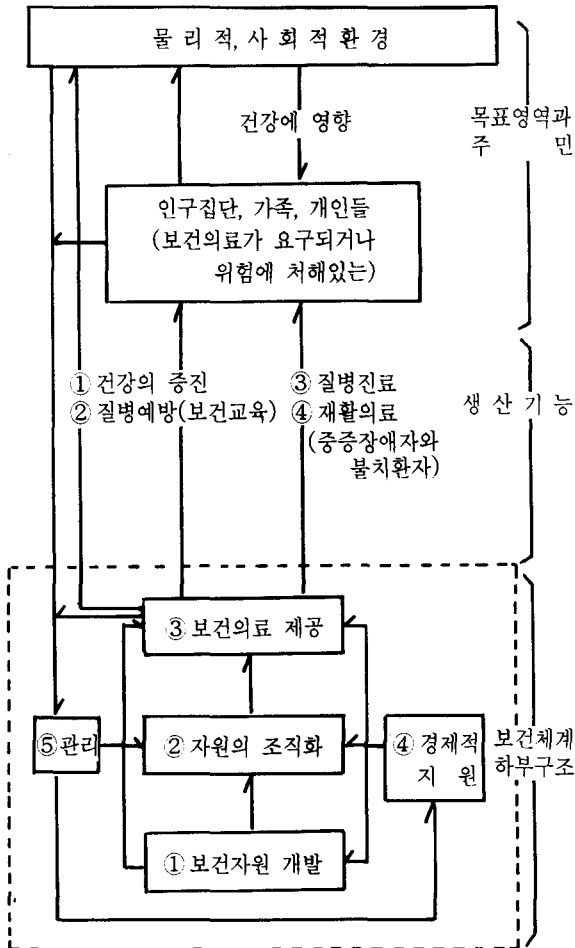 물 리 적, 사 회 적 환 경
건강에 영향
목표영역과
주 민
인구집단, 가족, 개인들
(보건의료가 요구되거나
위험에 처해있는)
① 건강의 증진
② 질병예방(보건교육)
③ 질병진료
④ 재활의료
(중증장애자와
불치환자)
생 산 기 능
③ 보건의료 제공
⑤ 관리
② 자원의 조직화
④ 경제적
지 원
보건체계
하부구조
① 보건자원 개발